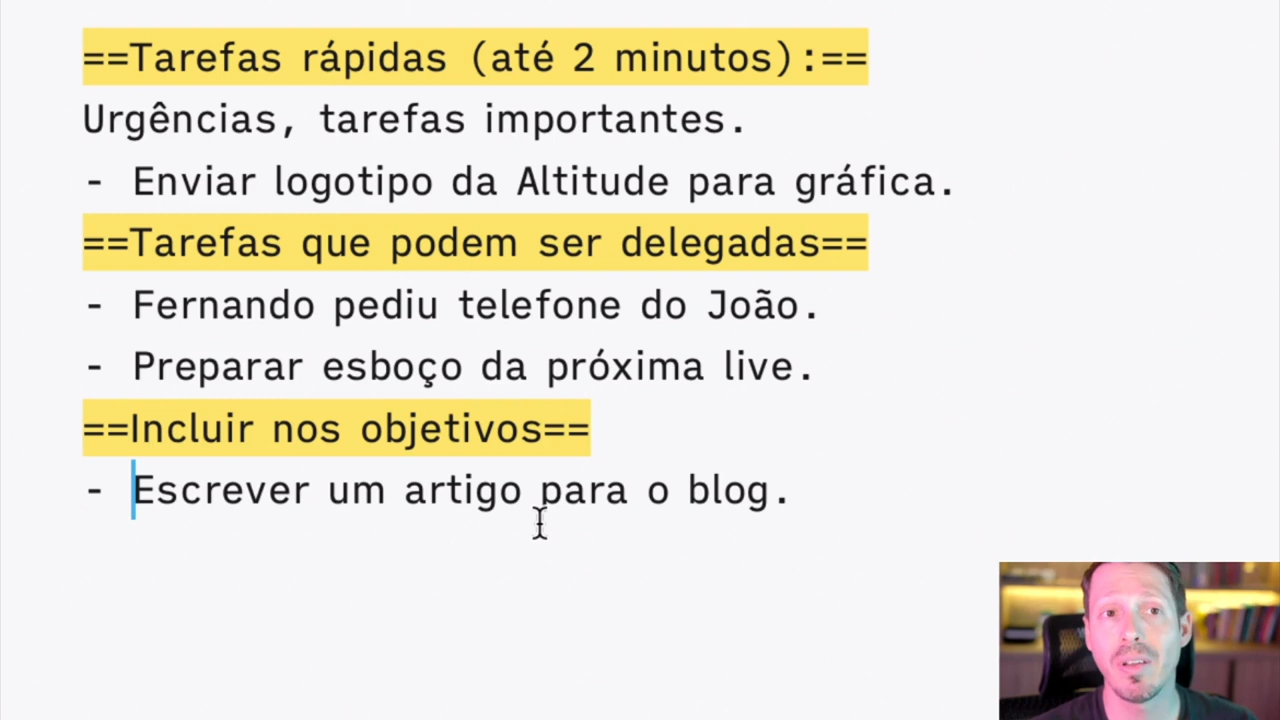 ==Tarefas rápidas (até 2 minutos):==
Urgências, tarefas importantes.
- Enviar logotipo da Altitude para gráfica.
==Tarefas que podem ser delegadas==
- Fernando pediu telefone do João.
- Preparar esboço da próxima live.
==Incluir nos objetivos==
- Escrever um artigo para o blog.